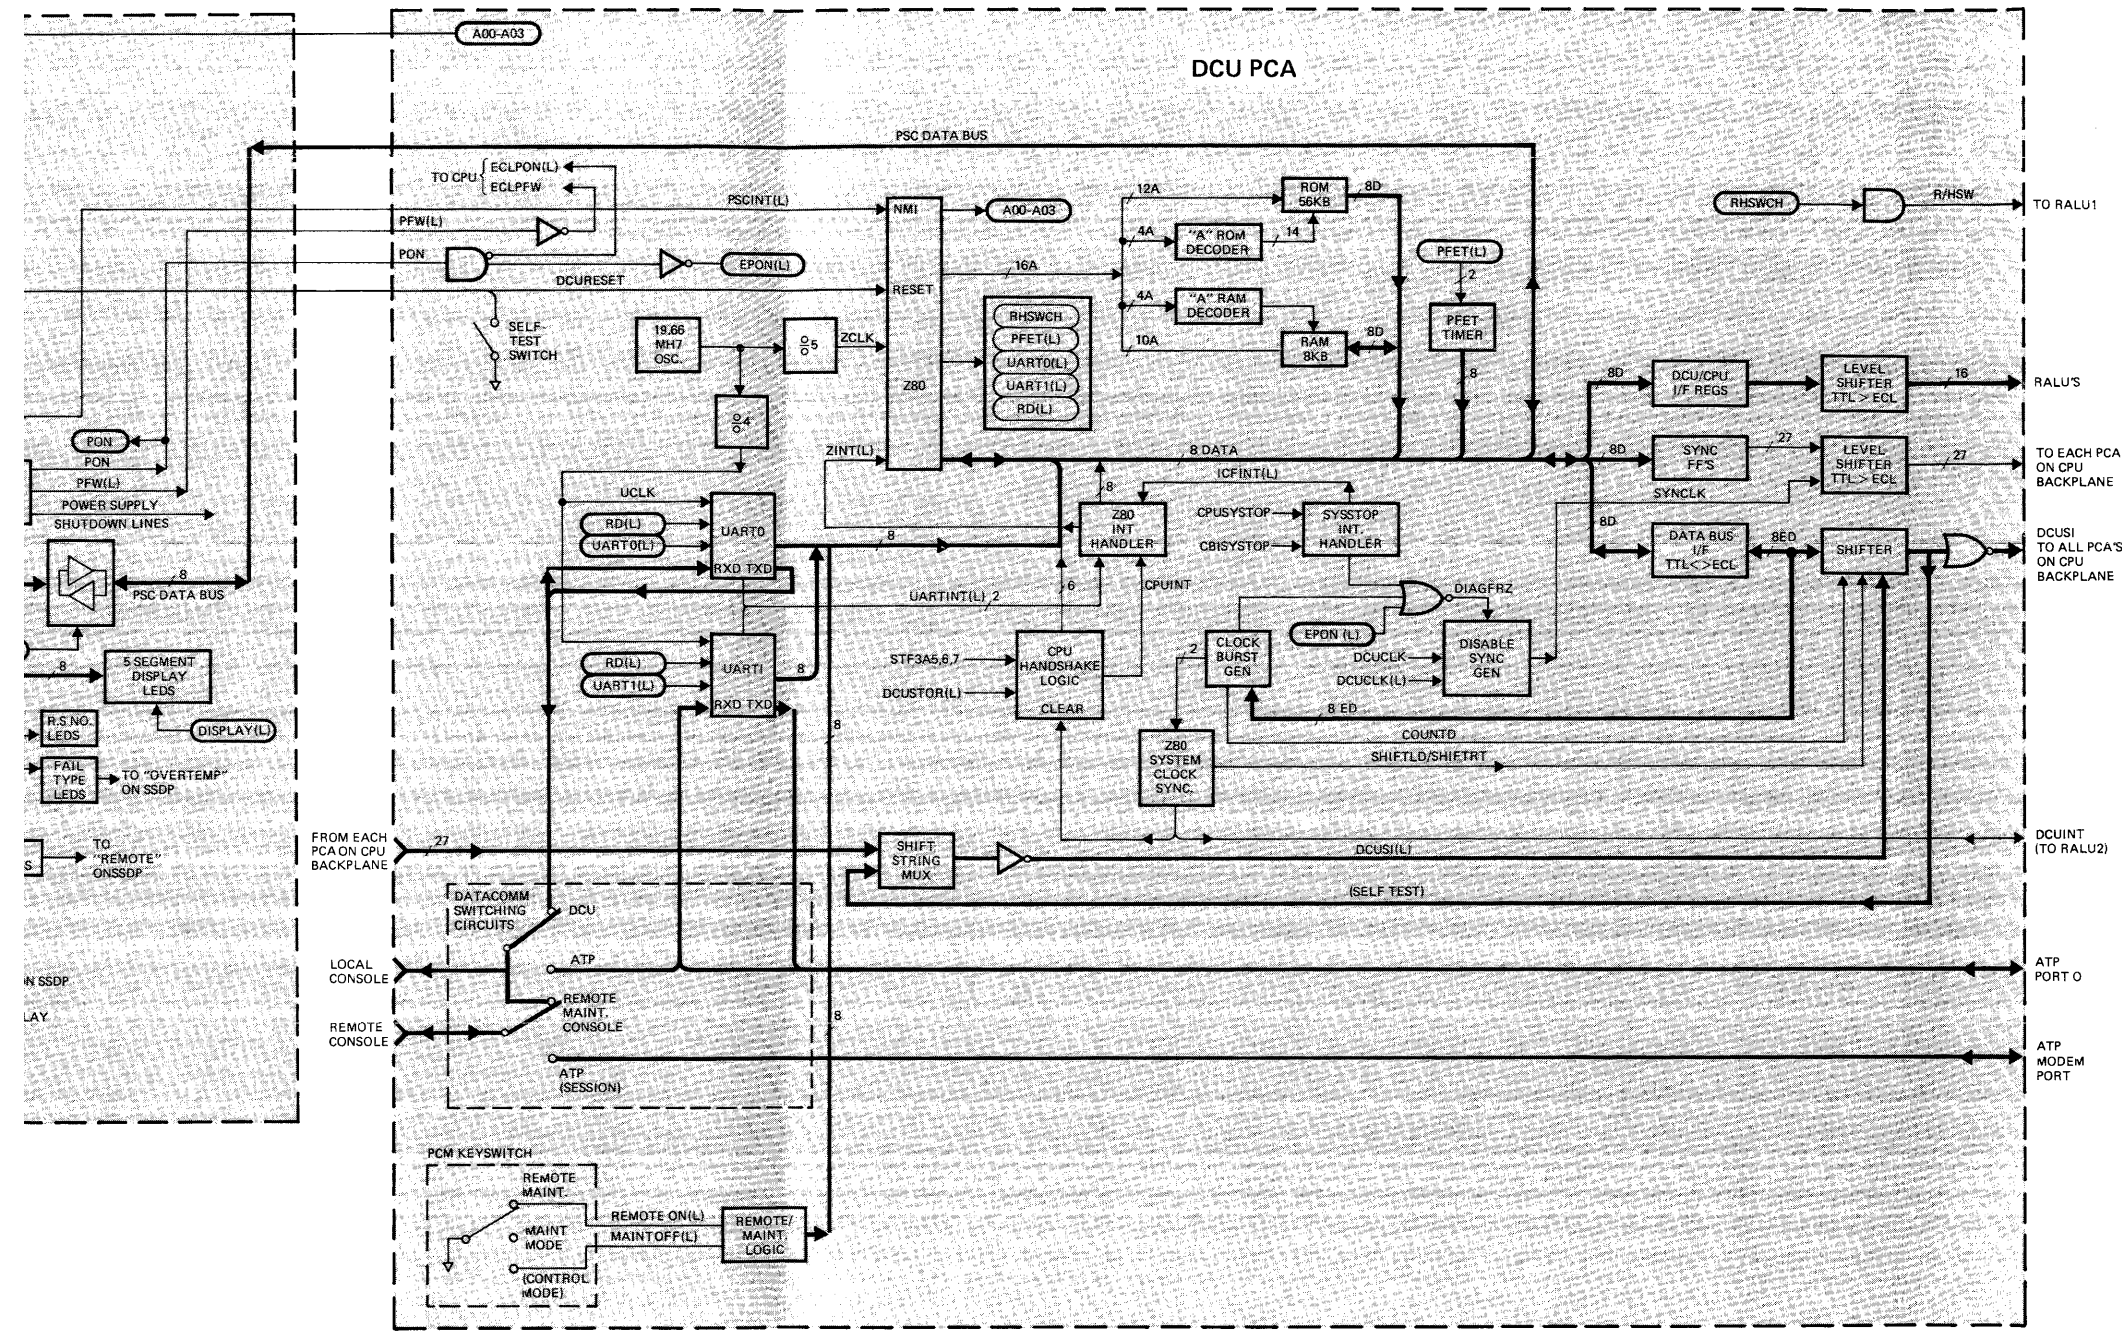 A00-A03
DCU PCA
PSC DATA BUS
TO CPU
ECLPON(L)
ECLPFW
PSCINT(L)
PFW(L)
PON
DCURESET
EPON(L)
SELF-
TEST
SWITCH
19.66
MH7
OSC.
%5
ZCLK
%4
NMI
RESET
Z80
A00-A03
16A
RHSWCH
PFET(L)
UART0(L)
UART1(L)
RD(L)
12A
4A
4A
10A
ROM
56KB
8D
"A" ROM
DECODER
14
"A" RAM
DECODER
RAM
8KB
8D
PFET(L)
2
PFET
TIMER
8
RHSWCH
R/HSW
TO RALU1
8D
DCU/CPU
I/F REGS
LEVEL
SHIFTER
TTL > ECL
16
RALU'S
8D
SYNC
FF'S
27
LEVEL
SHIFTER
TTL > ECL
27
TO EACH PCA
ON CPU
BACKPLANE
SYNCLK
8D
DATA BUS
I/F
TTL< >ECL
8ED
SHIFTER
DCUSI
TO ALL PCA'S
ON CPU
BACKPLANE
PON
PON
PFW(L)
POWER SUPPLY
SHUTDOWN LINES
8
PSC DATA BUS
8
5 SEGMENT
DISPLAY
LEDS
DISPLAY(L)
R.S NO.
LEDS
FAIL
TYPE
LEDS
TO "OVERTEMP"
ON SSDP
S
TO
"REMOTE"
ONSSDP
N SSDP
LAY
ZINT(L)
8 DATA
UCLK
RD(L)
UART0(L)
UART0
RXD TXD
8
UARTINT(L) 2
RD(L)
UART1(L)
UARTI
RXD TXD
8
8
8
Z80
INT
HANDLER
ICFINT(L)
CPUSYSTOP
CBISYSTOP
SYSSTOP
INT
HANDLER
6
CPUINT
STF3A5,6,7
DCUSTOR(L)
CPU
HANDSHAKE
LOGIC
CLEAR
2
CLOCK
BURST
GEN
EPON (L)
DIAGFRZ
DCUCLK
DCUCLK(L)
DISABLE
SYNC
GEN
8 ED
COUNTD
SHIFTLD/SHIFTRT
Z80
SYSTEM
CLOCK
SYNC.
DCUINT
(TO RALU2)
FROM EACH
PCA ON CPU
BACKPLANE
27
SHIFT
STRING
MUX
DCUSI(L)
(SELF TEST)
DATACOMM
SWITCHING
CIRCUITS
DCU
LOCAL
CONSOLE
ATP
ATP
PORT O
REMOTE
CONSOLE
REMOTE
MAINT.
CONSOLE
8
ATP
(SESSION)
ATP
MODEM
PORT
PCM KEYSWITCH
REMOTE
MAINT.
MAINT
MODE
(CONTROL
MODE)
REMOTE ON(L)
MAINTOFF(L)
REMOTE/
MAINT.
LOGIC